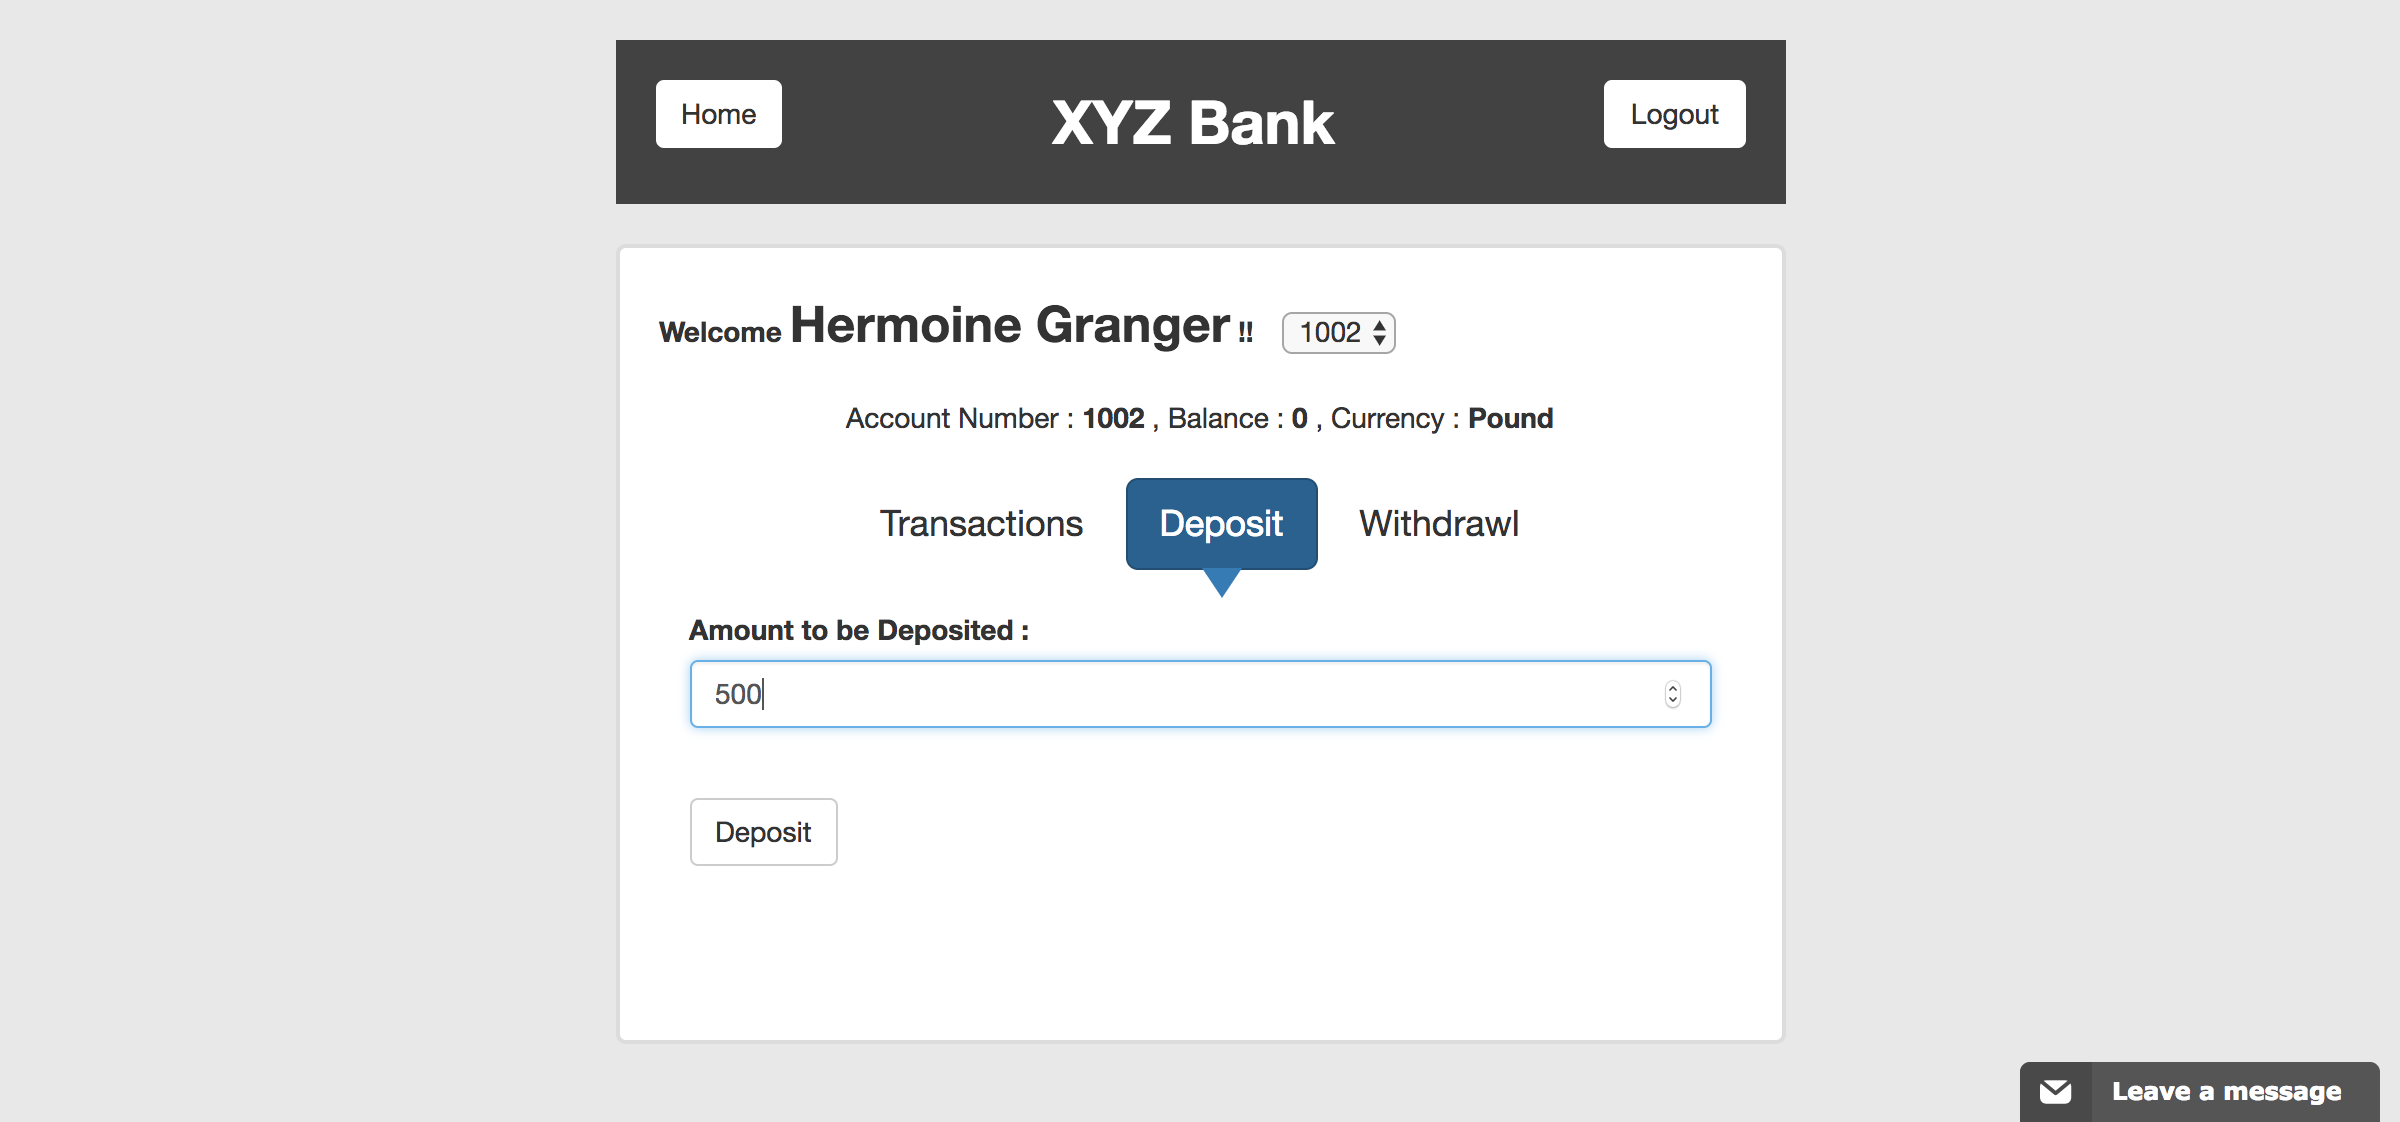 Home
XYZ Bank
Logout
Welcome Hermoine Granger !! 1002
Account Number : 1002 , Balance : 0 , Currency : Pound
Transactions
Deposit
Withdrawl
Amount to be Deposited :
500
Deposit
Leave a message